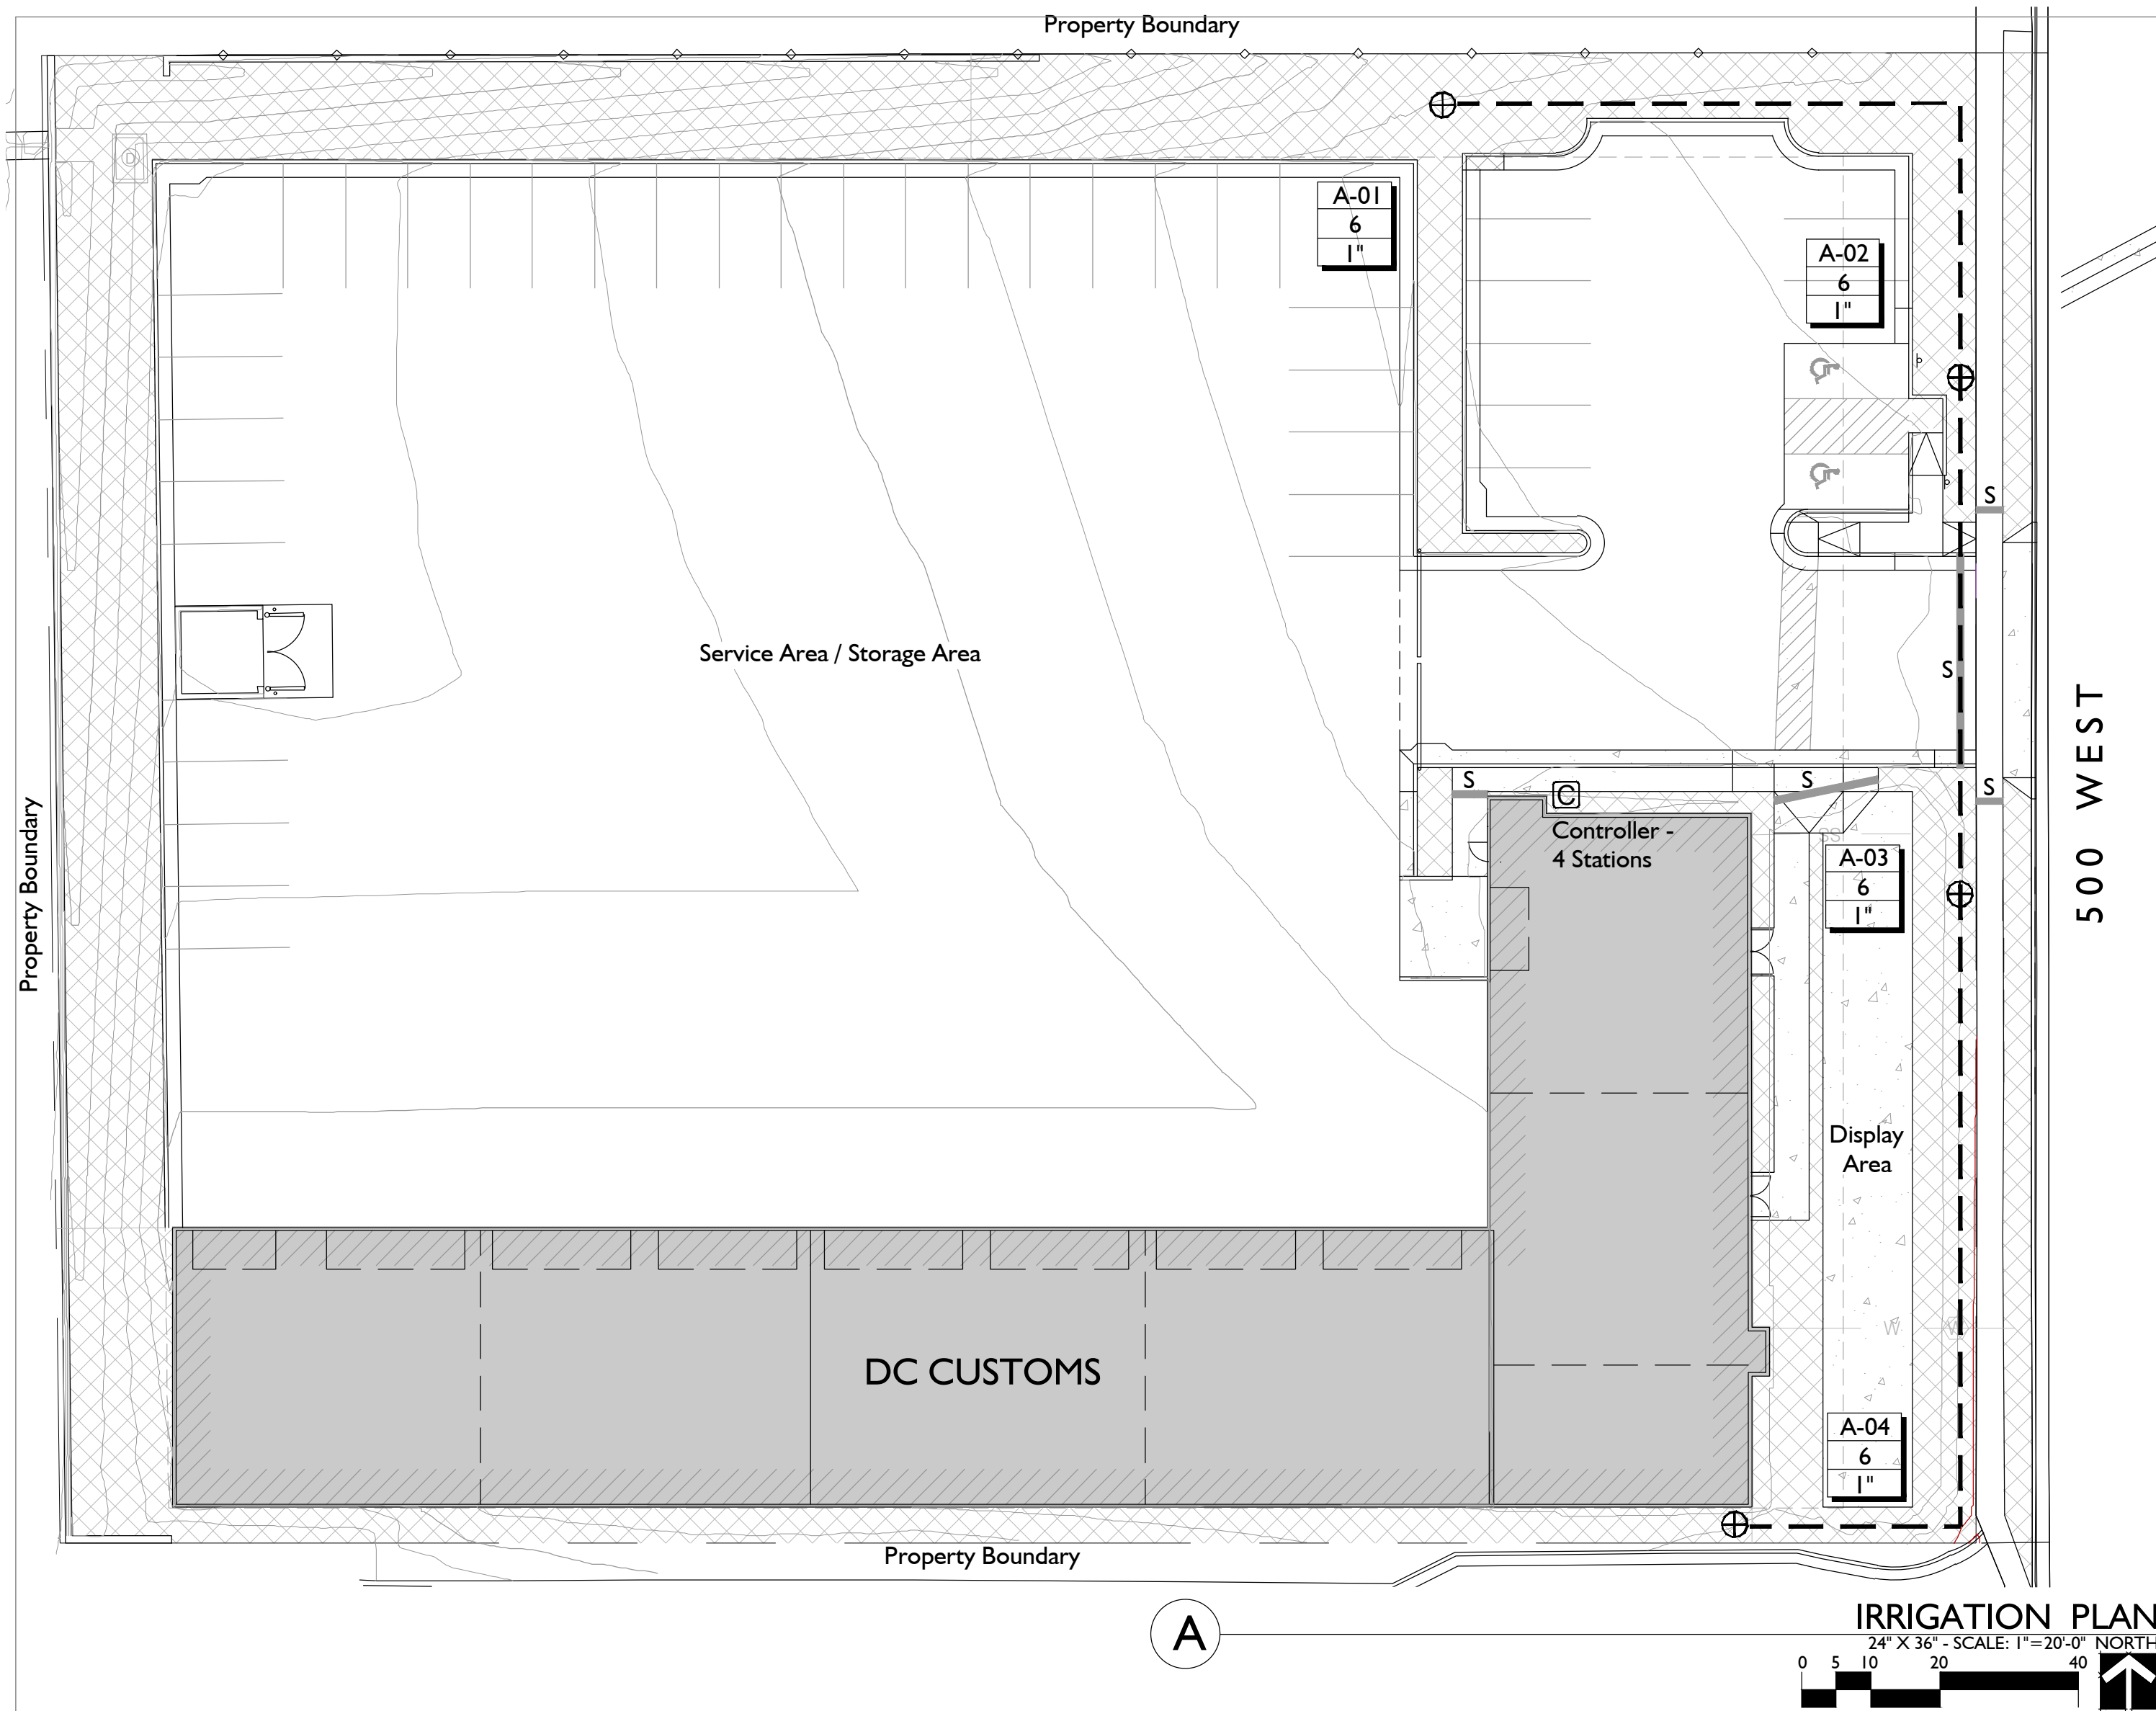 Property Boundary
D
A-01
6
1"
A-02
6
1"
S
Service Area / Storage Area
S
500 WEST
S
C
S
S
Controller -
4 Stations
SS
A-03
6
1"
Property Boundary
Display
Area
W
W
DC CUSTOMS
A-04
6
1"
Property Boundary
A
IRRIGATION PLAN
24" X 36" - SCALE: 1"=20'-0" NORTH
0 5 10 20 40